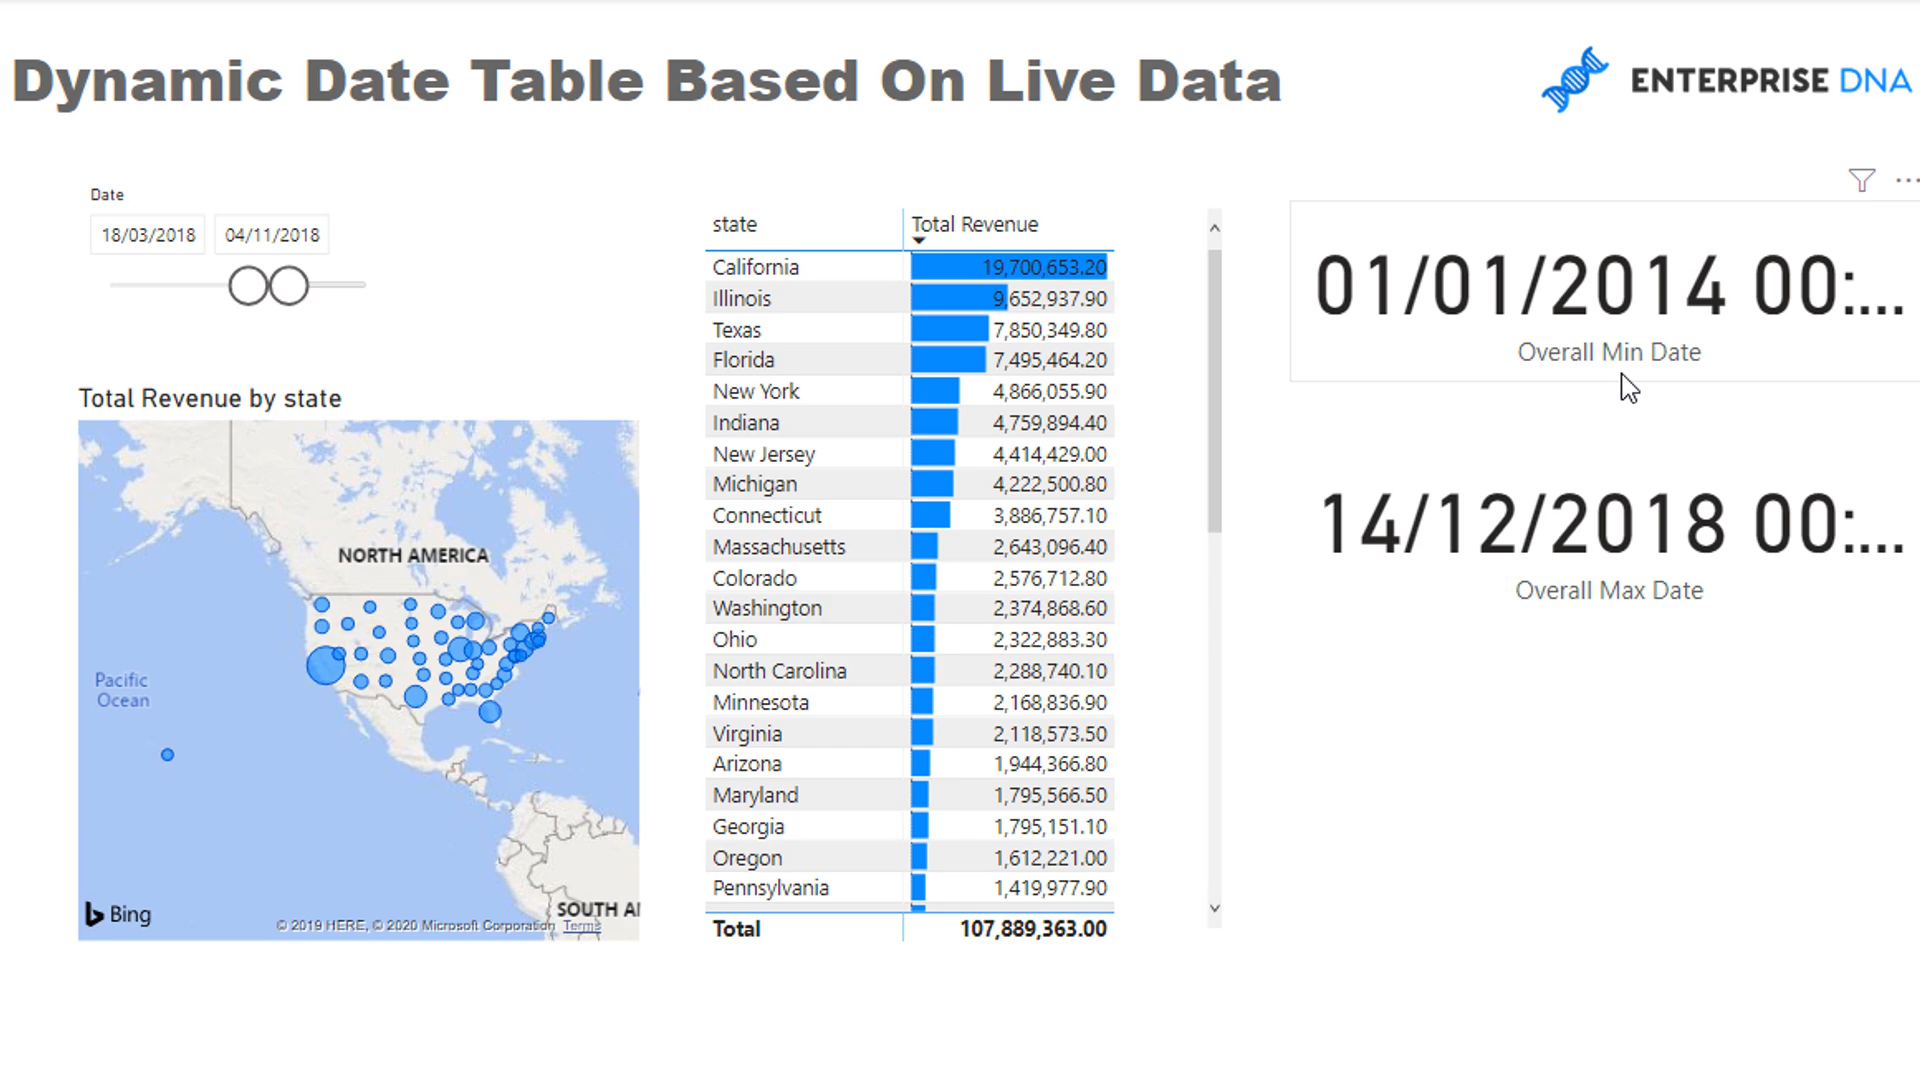 Dynamic Date Table Based On Live Data
ENTERPRISE DNA
Date
18/03/2018 04/11/2018
Total Revenue by state
NORTH AMERICA
Pacific
Ocean
SOUTH A
Bing
© 2019 HERE, © 2020 Microsoft Corporation Terms
state Total Revenue
California 19,700,653.20
Illinois 9,652,937.90
Texas 7,850,349.80
Florida 7,495,464.20
New York 4,866,055.90
Indiana 4,759,894.40
New Jersey 4,414,429.00
Michigan 4,222,500.80
Connecticut 3,886,757.10
Massachusetts 2,643,096.40
Colorado 2,576,712.80
Washington 2,374,868.60
Ohio 2,322,883.30
North Carolina 2,288,740.10
Minnesota 2,168,836.90
Virginia 2,118,573.50
Arizona 1,944,366.80
Maryland 1,795,566.50
Georgia 1,795,151.10
Oregon 1,612,221.00
Pennsylvania 1,419,977.90
Total 107,889,363.00
01/01/2014 00:...
Overall Min Date
14/12/2018 00:...
Overall Max Date